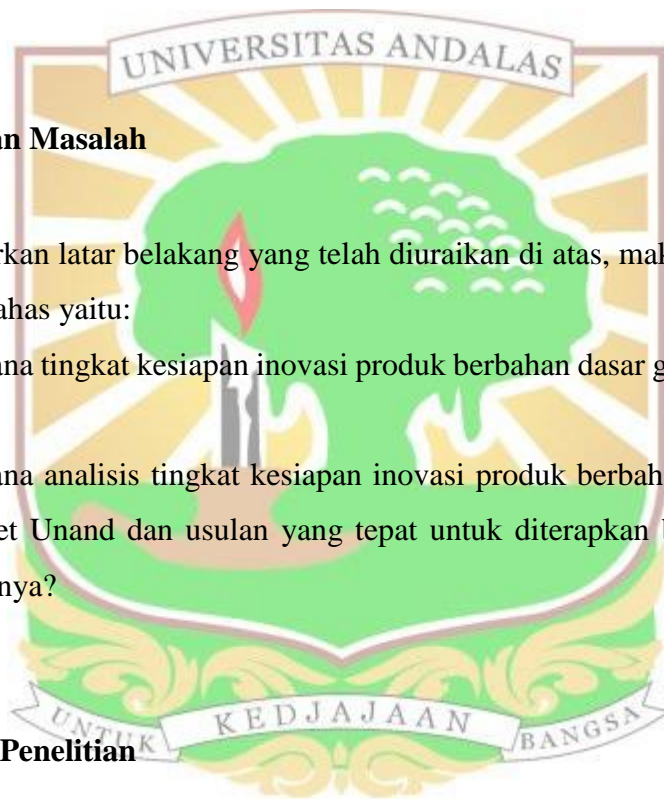 UNIVERSITAS ANDALAS
an Masalah
rkan latar belakang yang telah diuraikan di atas, mak
ahas yaitu:
ana tingkat kesiapan inovasi produk berbahan dasar g
ana analisis tingkat kesiapan inovasi produk berbah
et Unand dan usulan yang tepat untuk diterapkan b
nya?
UNTUK KEDJAJAAN BANGSA
Penelitian